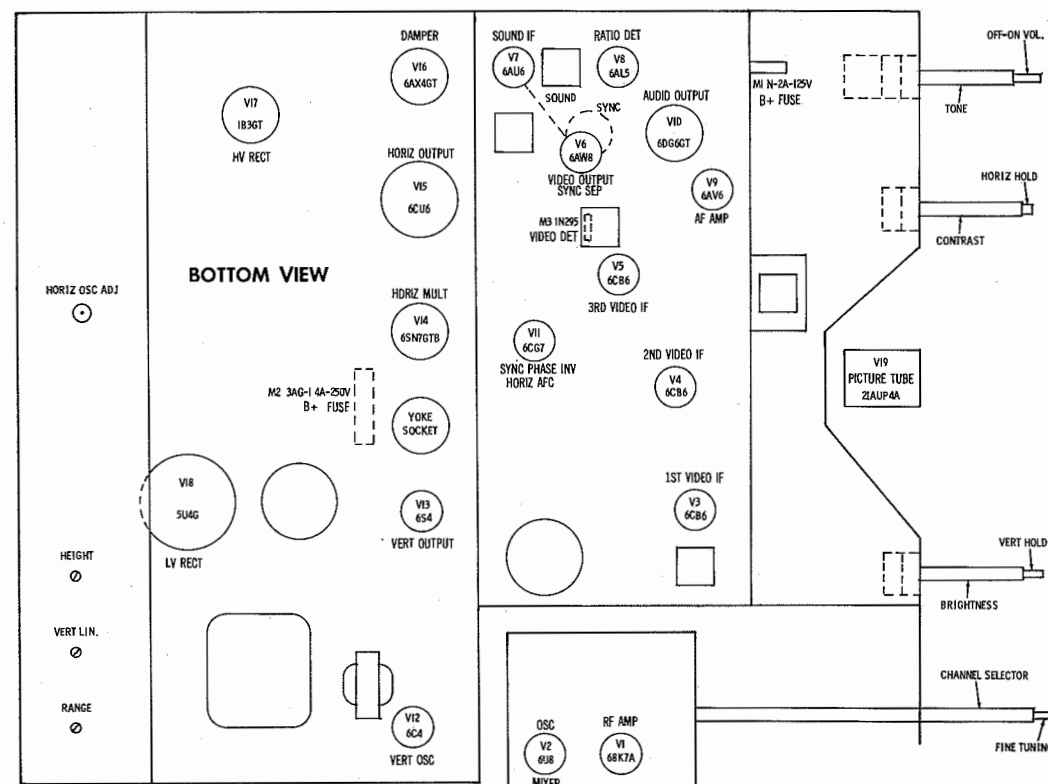 DAMPER
V16
6AX4GT
V17
1B3GT
HV RECT
HORIZ OUTPUT
V15
6CU6
BOTTOM VIEW
HORIZ OSC ADJ
HORIZ MULT
V14
6SN7GTB
M2 3AG-1 4A-250V
B+ FUSE
YOKE
SOCKET
V18
5U4G
LV RECT
V13
6S4
VERT OUTPUT
HEIGHT
VERT LIN.
RANGE
V12
6C4
VERT OSC
SOUND IF
V7
6AU6
SOUND
RATIO DET
V8
6AL5
SYNC
AUDIO OUTPUT
V10
6DG6GT
V6
6AW8
VIDEO OUTPUT
SYNC SEP
V9
6AV6
AF AMP
M3 1N295
VIDEO DET
V5
6CB6
3RD VIDEO IF
V11
6CG7
SYNC PHASE INV
HORIZ AFC
2ND VIDEO IF
V4
6CB6
1ST VIDEO IF
V3
6CB6
M1 N-2A-125V
B+ FUSE
OFF-ON VOL.
TONE
HORIZ HOLD
CONTRAST
V19
PICTURE TUBE
21AUP4A
VERT HOLD
BRIGHTNESS
CHANNEL SELECTOR
FINE TUNING
OSC
V2
6U8
MIXER
RF AMP
V1
6BK7A